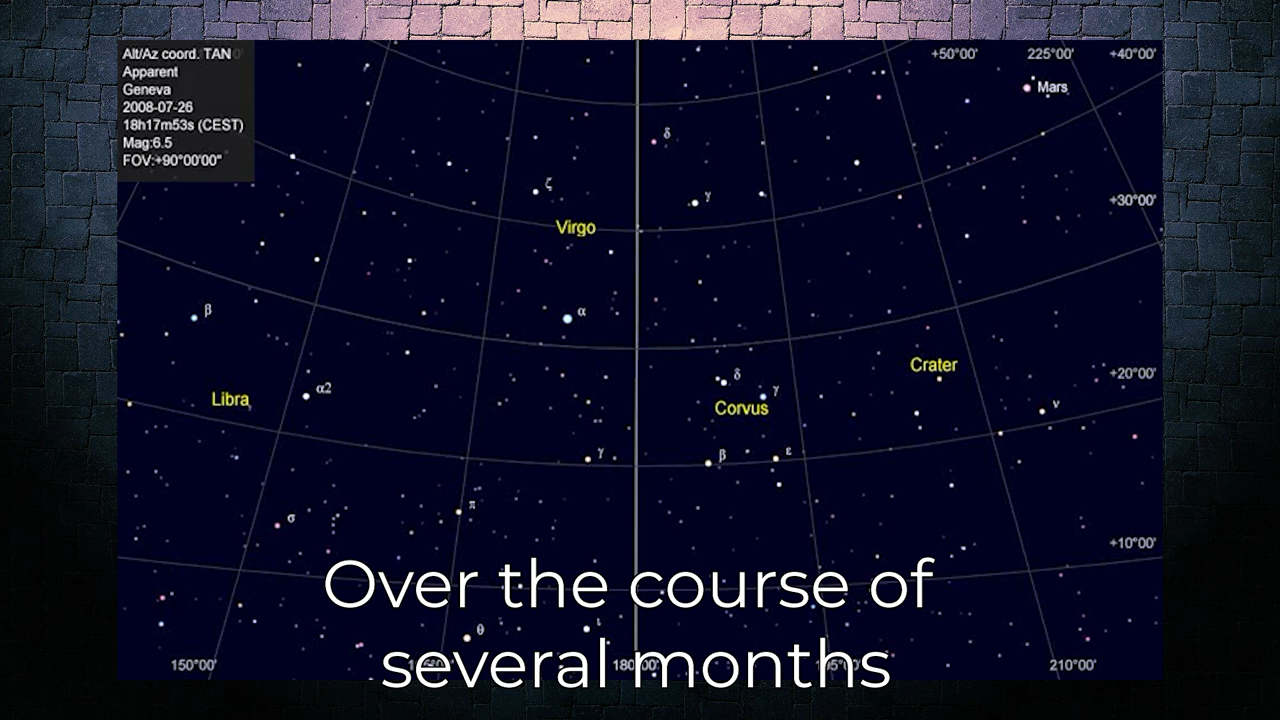 Alt/Az coord. TAN
Apparent
Geneva
2008-07-26
18h17m53s (CEST)
Mag:6.5
FOV:+90°00'00"
+50°00' 225°00' +40°00'
Mars
δ
ζ
γ
+30°00'
Virgo
β
α
Crater
δ
+20°00'
α2
γ
Libra
Corvus
ν
γ
β
ε
π
σ
+10°00'
Over the course of
θ
ι
several months
150°00' 180°00' 195°00' 210°00'